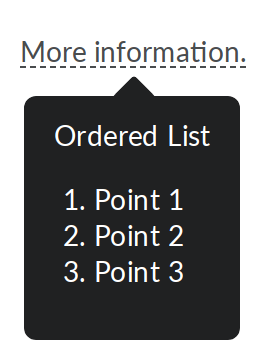 More information.
Ordered List
1. Point 1
2. Point 2
3. Point 3